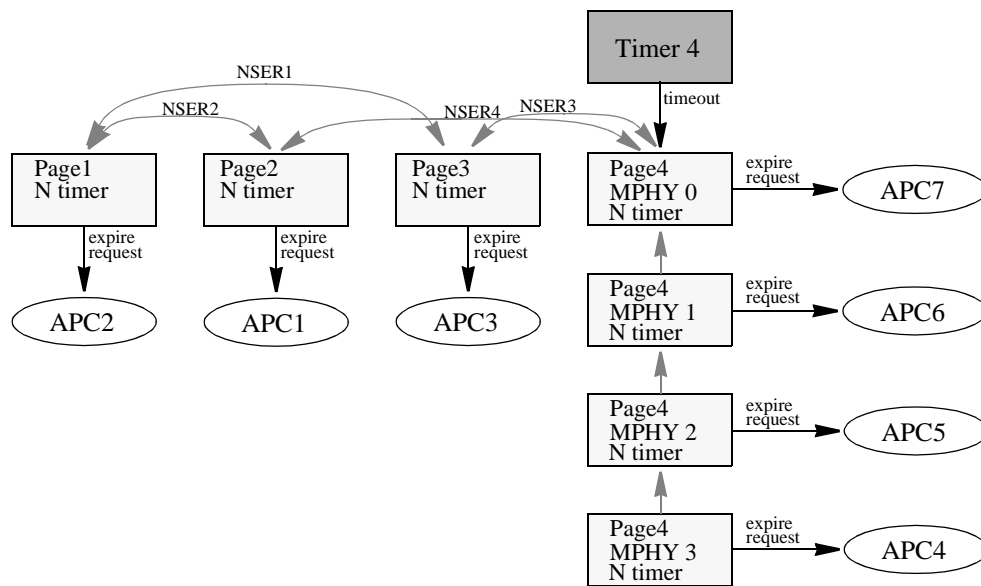 Timer 4
timeout
NSER1
NSER2
NSER4
NSER3
Page1
N timer
Page2
N timer
Page3
N timer
Page4
MPHY 0
N timer
expire
request
APC7
expire
request
expire
request
expire
request
APC2
APC1
APC3
Page4
MPHY 1
N timer
expire
request
APC6
Page4
MPHY 2
N timer
expire
request
APC5
Page4
MPHY 3
N timer
expire
request
APC4